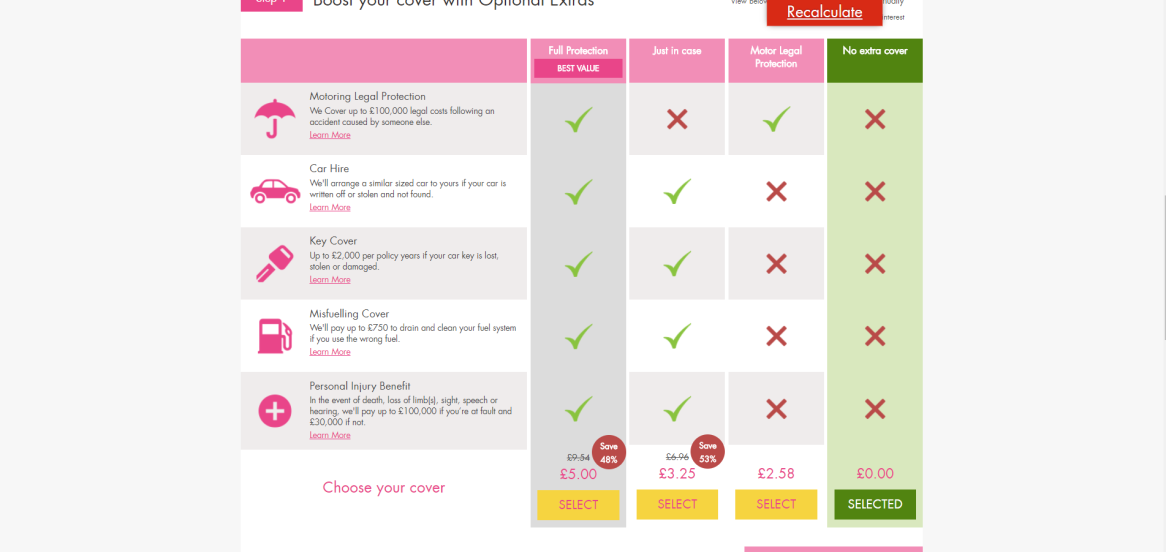 Boost your cover with Optional Extras
Recalculate
Full Protection
BEST VALUE
Just in case
Motor Legal
Protection
No extra cover
Motoring Legal Protection
We Cover up to £100,000 legal costs following an
accident caused by someone else.
Learn More
Car Hire
We'll arrange a similar sized car to yours if your car is
written off or stolen and not found.
Learn More
Key Cover
Up to £2,000 per policy years if your car key is lost,
stolen or damaged.
Learn More
Misfuelling Cover
We'll pay up to £750 to drain and clean your fuel system
if you use the wrong fuel.
Learn More
Personal Injury Benefit
In the event of death, loss of limb(s), sight, speech or
hearing, we'll pay up to £100,000 if you're at fault and
£30,000 if not.
Learn More
Save
48%
Save
53%
£9.54
£6.96
£5.00
£3.25
£2.58
£0.00
Choose your cover
SELECT
SELECT
SELECT
SELECTED